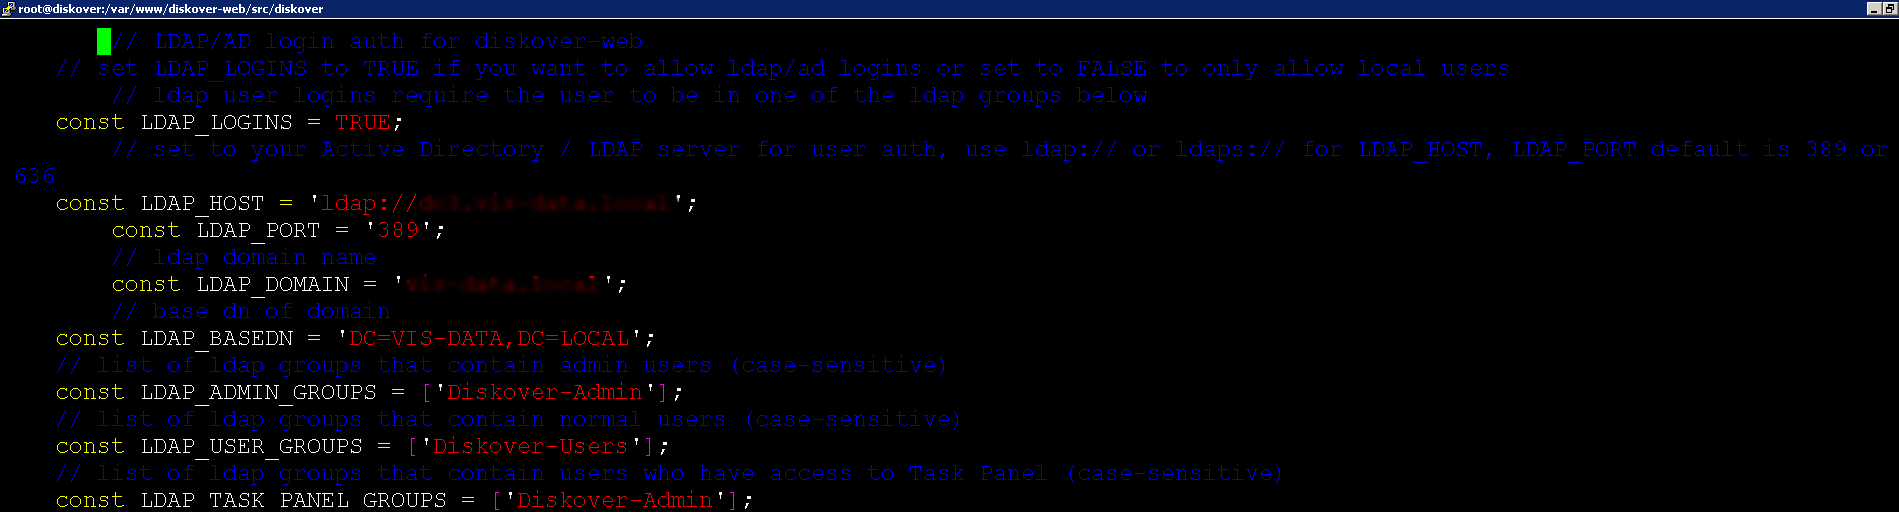 root@diskover:/var/www/diskover-web/src/diskover
// LDAP/AD login auth for diskover-web
// set LDAP_LOGINS to TRUE if you want to allow ldap/ad logins or set to FALSE to only allow local users
// ldap user logins require the user to be in one of the ldap groups below
const LDAP_LOGINS = TRUE;
// set to your Active Directory / LDAP server for user auth, use ldap:// or ldaps:// for LDAP_HOST, LDAP_PORT default is 389 or
636
const LDAP_HOST = 'ldap://';
const LDAP_PORT = '389';
// ldap domain name
const LDAP_DOMAIN = '';
// base dn of domain
const LDAP_BASEDN = 'DC=VIS-DATA,DC=LOCAL';
// list of ldap groups that contain admin users (case-sensitive)
const LDAP_ADMIN_GROUPS = ['Diskover-Admin'];
// list of ldap groups that contain normal users (case-sensitive)
const LDAP_USER_GROUPS = ['Diskover-Users'];
// list of ldap groups that contain users who have access to Task Panel (case-sensitive)
const LDAP_TASK_PANEL_GROUPS = ['Diskover-Admin'];